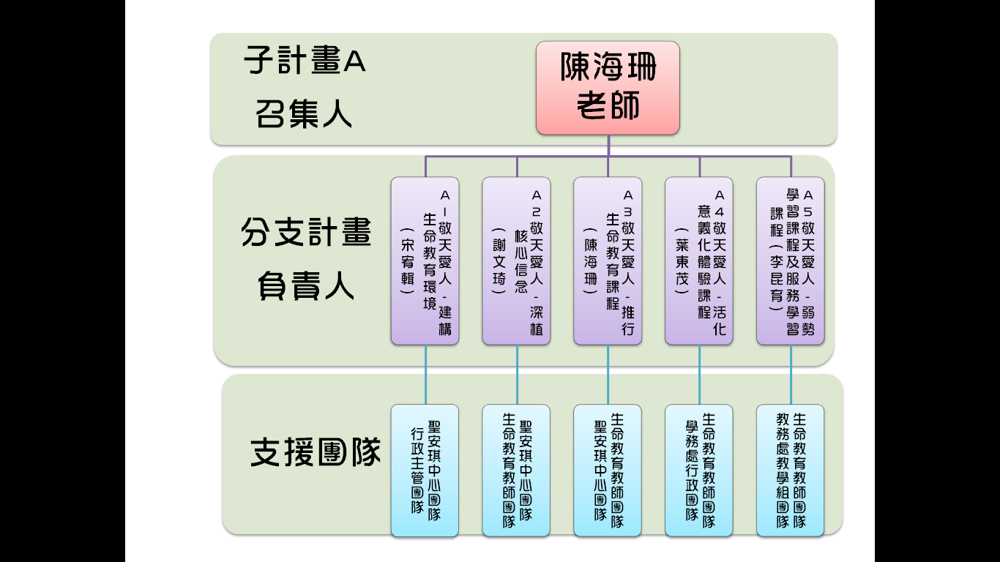 子計畫A
召集人
陳海珊
老師
分支計畫
負責人
A1敬天愛人-建構
生命教育環境
(宋宥輯)
A2敬天愛人-深植
核心信念
(謝文琦)
A3敬天愛人-推行
生命教育課程
(陳海珊)
A4敬天愛人-活化
意義化體驗課程
(葉東茂)
A5敬天愛人-弱勢
學習課程及服務學習
課程(李昆育)
支援團隊
聖安琪中心團隊
行政主管團隊
聖安琪中心團隊
生命教育教師團隊
生命教育教師團隊
聖安琪中心團隊
生命教育教師團隊
學務處行政團隊
生命教育教師團隊
教務處教學組團隊